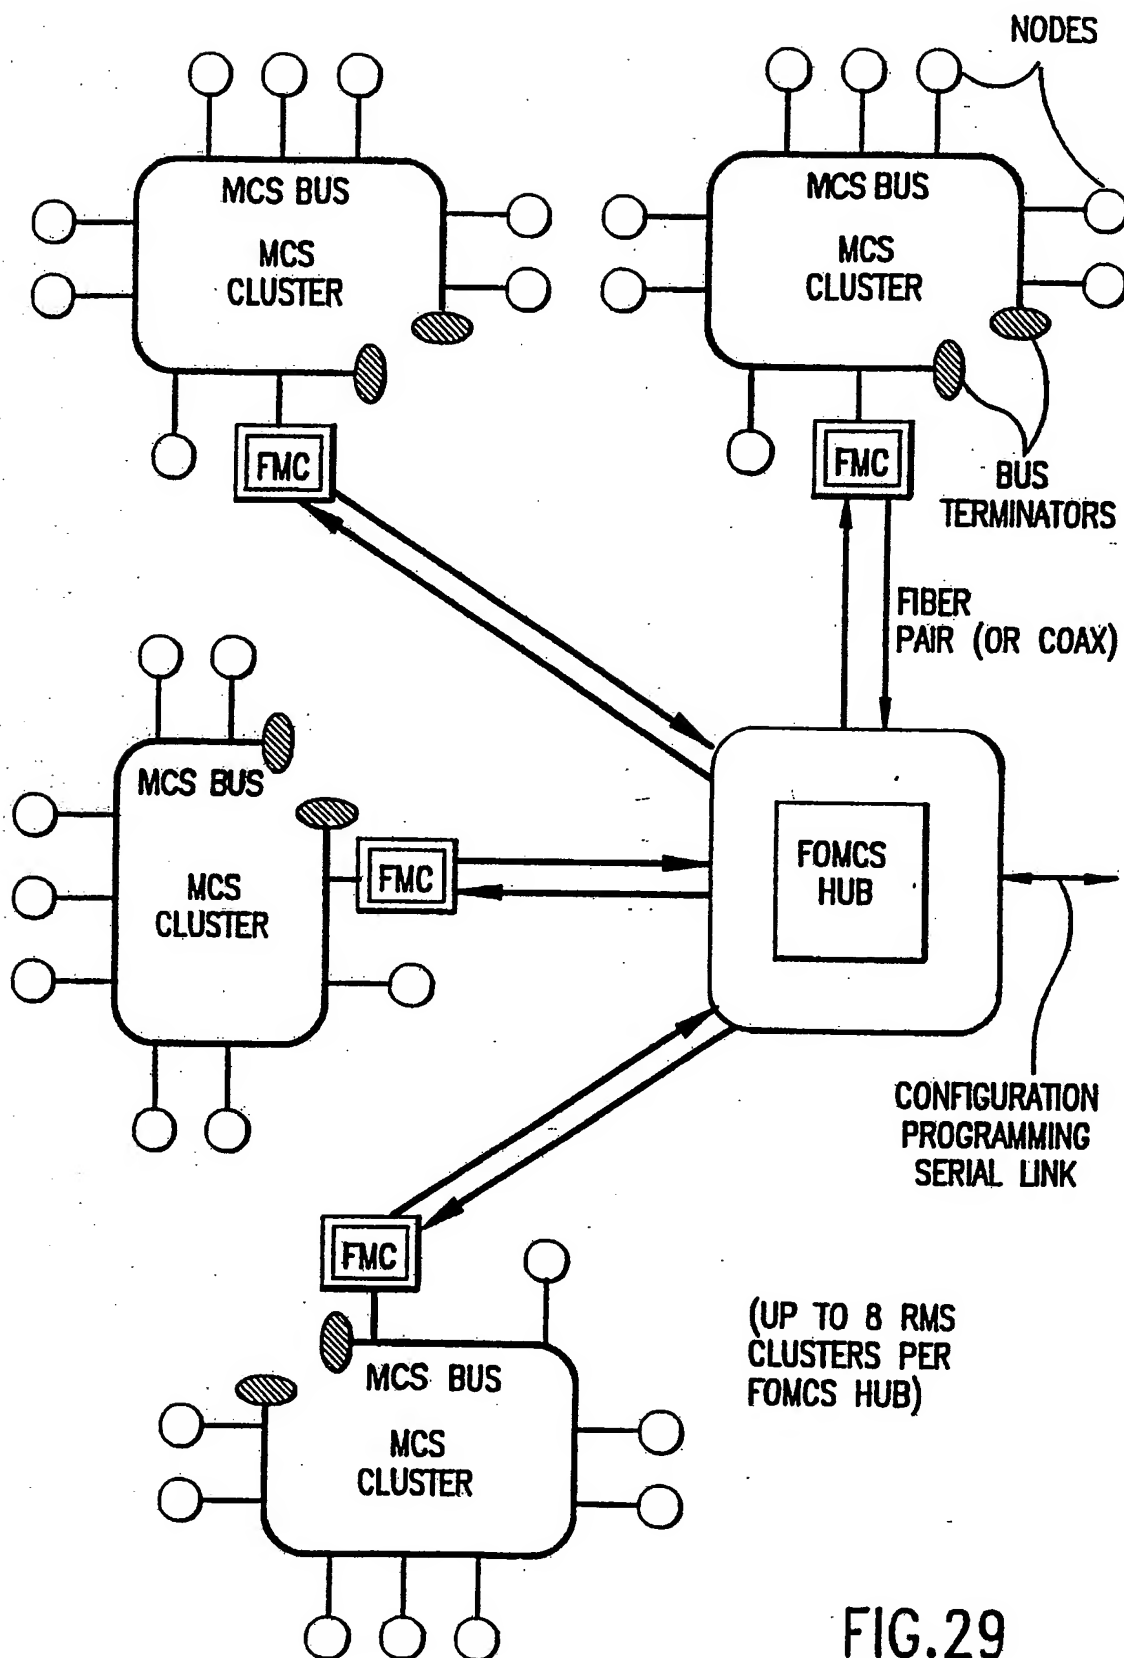 NODES
MCS BUS
MCS
CLUSTER
FMC
MCS BUS
MCS
CLUSTER
FMC
BUS
TERMINATORS
FIBER
PAIR (OR COAX)
MCS BUS
MCS
CLUSTER
FMC
FOMCS
HUB
CONFIGURATION
PROGRAMMING
SERIAL LINK
FMC
MCS BUS
MCS
CLUSTER
(UP TO 8 RMS
CLUSTERS PER
FOMCS HUB)
FIG.29